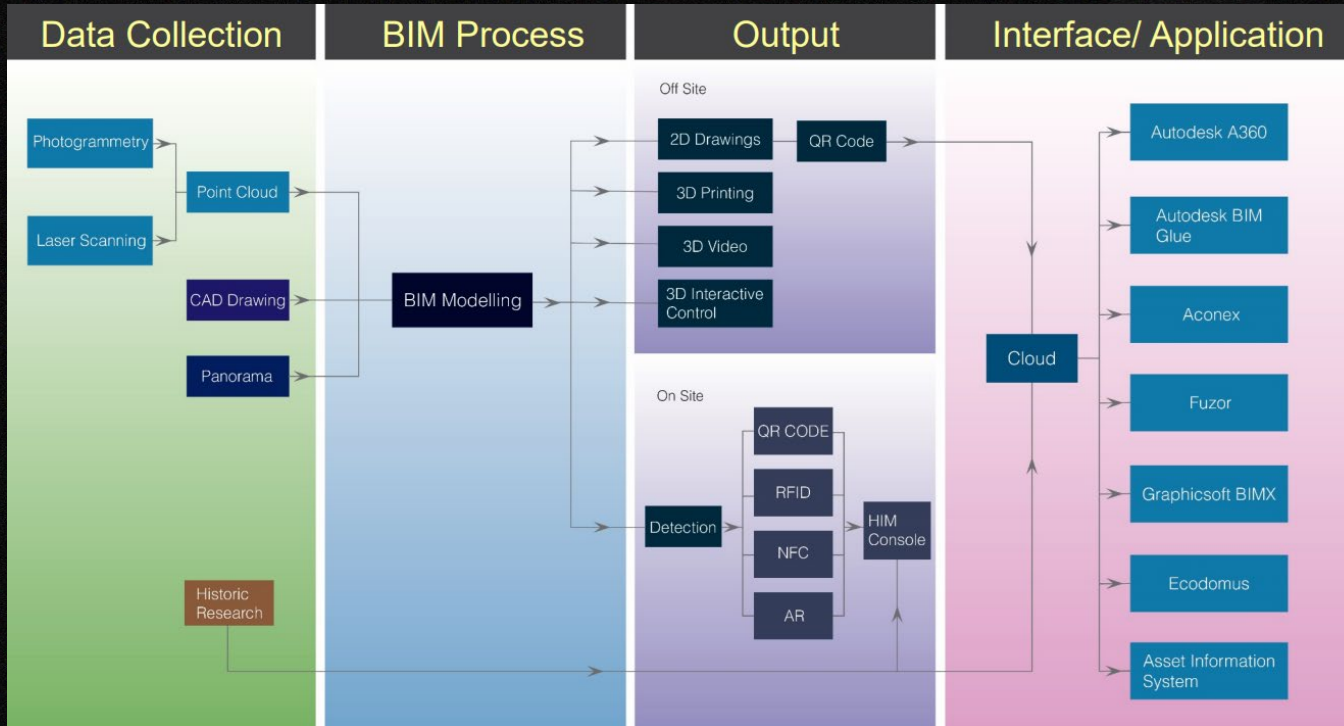 Data Collection
BIM Process
Output
Interface/ Application
Photogrammetry
Laser Scanning
Point Cloud
CAD Drawing
Panorama
Historic
Research
BIM Modelling
Off Site
2D Drawings
QR Code
3D Printing
3D Video
3D Interactive
Control
On Site
Detection
QR CODE
RFID
NFC
AR
HIM
Console
Cloud
Autodesk A360
Autodesk BIM
Glue
Aconex
Fuzor
Graphicsoft BIMX
Ecodomus
Asset Information
System